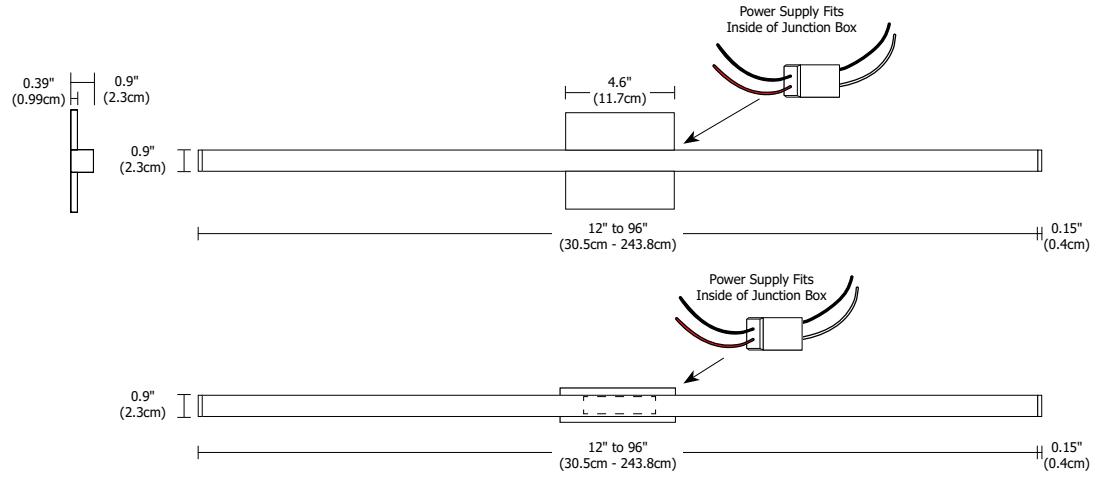 Power Supply Fits
Inside of Junction Box
0.39"
(0.99cm)
0.9"
(2.3cm)
4.6"
(11.7cm)
0.9"
(2.3cm)
12" to 96"
(30.5cm - 243.8cm)
0.15"
(0.4cm)
Power Supply Fits
Inside of Junction Box
0.9"
(2.3cm)
12" to 96"
(30.5cm - 243.8cm)
0.15"
(0.4cm)